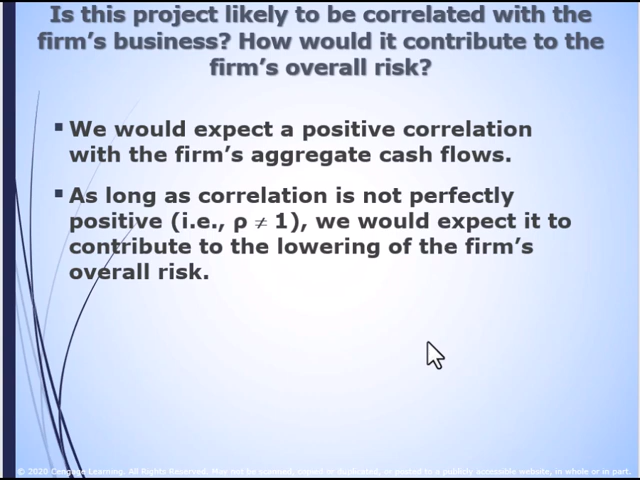 Is this project likely to be correlated with the
firm's business? How would it contribute to the
firm's overall risk?
▪ We would expect a positive correlation
with the firm's aggregate cash flows.
▪ As long as correlation is not perfectly
positive (i.e., ρ ≠ 1), we would expect it to
contribute to the lowering of the firm's
overall risk.
© 2020 Cengage Learning. All Rights Reserved. May not be scanned, copied or duplicated, or posted to a publicly accessible website, in whole or in part.